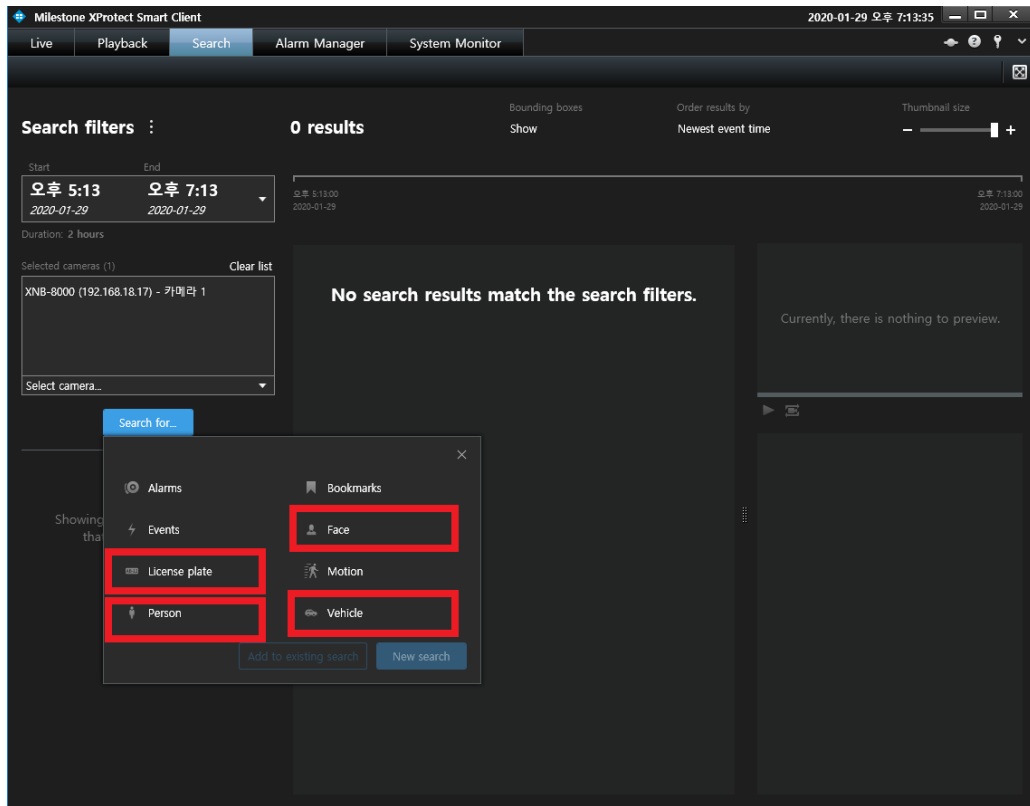 Milestone XProtect Smart Client
2020-01-29 오후 7:13:35
Live Playback Search Alarm Manager System Monitor
Search filters
0 results
Bounding boxes
Show
Order results by
Newest event time
Thumbnail size
Start End
오후 5:13 오후 7:13
2020-01-29 2020-01-29
Duration: 2 hours
오후 5:13:00
2020-01-29
오후 7:13:00
2020-01-29
Selected cameras (1) Clear list
XNB-8000 (192.168.18.17) - 카메라 1
Select camera...
Search for...
No search results match the search filters.
Currently, there is nothing to preview.
Showing
tha
Alarms Bookmarks
Events Face
License plate Motion
Person Vehicle
Add to existing search New search